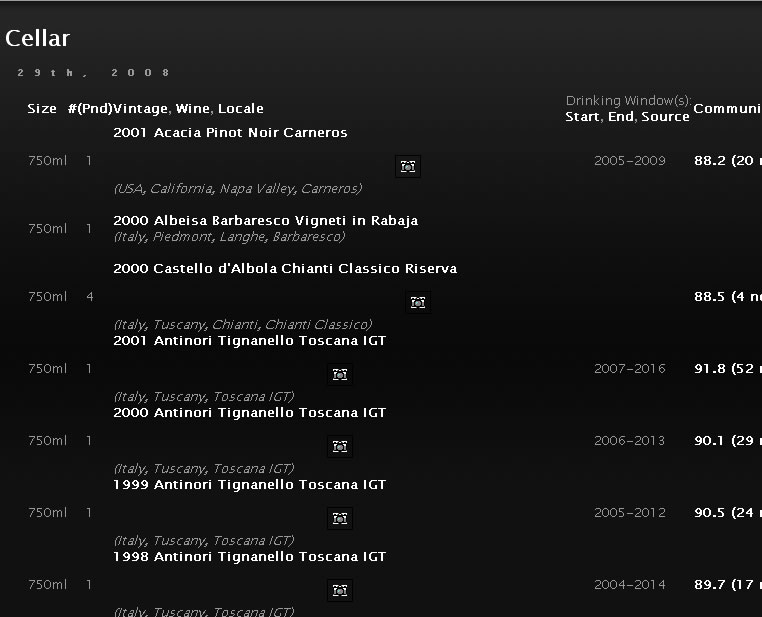 Cellar
29th, 2008
Drinking Window(s):
Size #(Pnd)Vintage, Wine, Locale Start, End, Source Communi
2001 Acacia Pinot Noir Carneros
750ml 1 2005-2009 88.2 (20
(USA, California, Napa Valley, Carneros)
2000 Albeisa Barbaresco Vigneti in Rabaja
750ml 1
(Italy, Piedmont, Langhe, Barbaresco)
2000 Castello d'Albola Chianti Classico Riserva
750ml 4 88.5 (4 no
(Italy, Tuscany, Chianti, Chianti Classico)
2001 Antinori Tignanello Toscana IGT
750ml 1 2007-2016 91.8 (52
(Italy, Tuscany, Toscana IGT)
2000 Antinori Tignanello Toscana IGT
750ml 1 2006-2013 90.1 (29
(Italy, Tuscany, Toscana IGT)
1999 Antinori Tignanello Toscana IGT
750ml 1 2005-2012 90.5 (24
(Italy, Tuscany, Toscana IGT)
1998 Antinori Tignanello Toscana IGT
750ml 1 2004-2014 89.7 (17
(Italy, Tuscany, Toscana IGT)